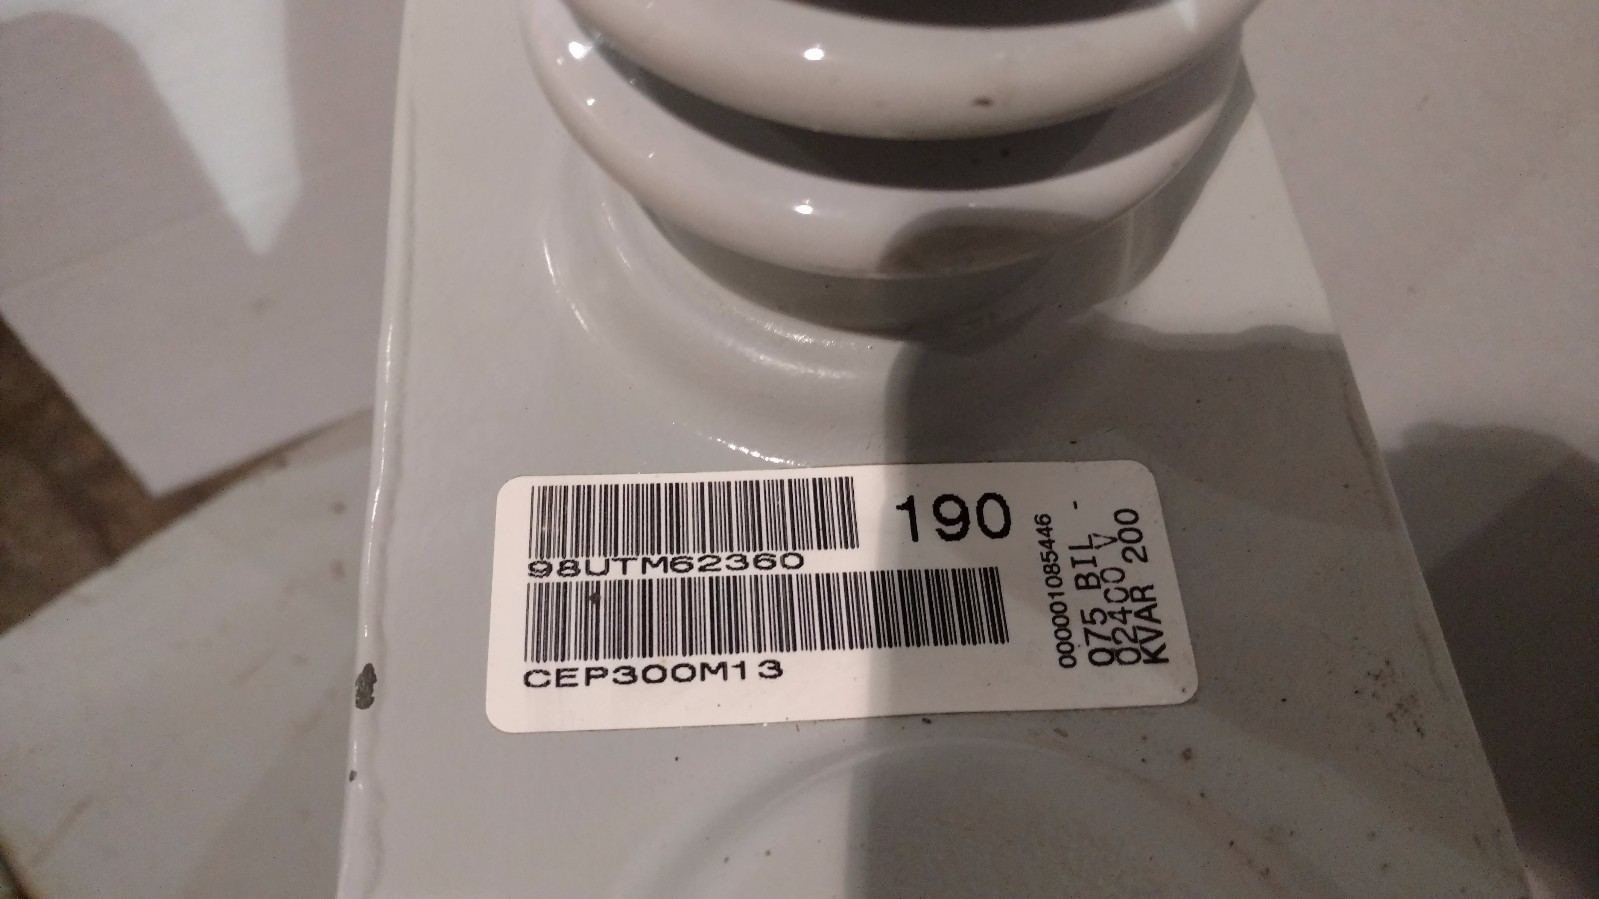 98UTM62360
190
CEP300M13
000001085446
075 BIL -
02400 V
KVAR 200